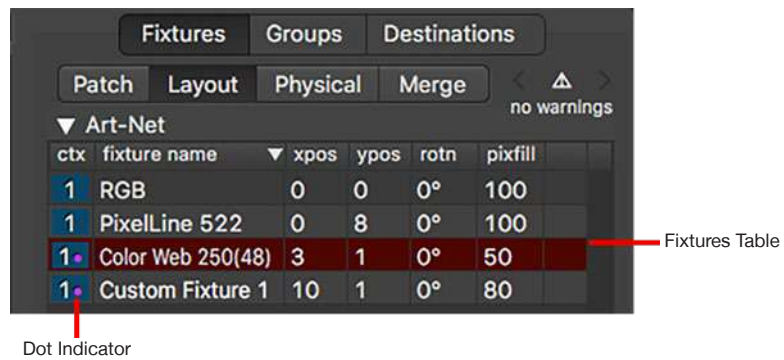 Fixtures Groups Destinations
Patch Layout Physical Merge
no warnings
▼ Art-Net
ctx fixture name ▼ xpos ypos rotn pixfill
1 RGB 0 0 0° 100
1 PixelLine 522 0 8 0° 100
1 Color Web 250(48) 3 1 0° 50
1 Custom Fixture 1 10 1 0° 80
Fixtures Table
Dot Indicator